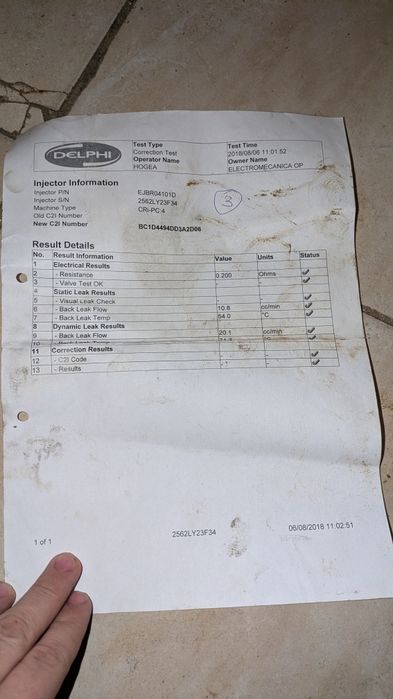 DELPHI
Test Type
Correction Test
Operator Name
HOGEA
Test Time
2018/08/06 11:01:52
Owner Name
ELECTROMECANICA OP
Injector Information
Injector P/N EJBR04101D
Injector S/N 2562LY23F34
Machine Type CRi-PC:4
Old C2I Number
New C2I Number BC1D4494DD3A2D06
3
Result Details
No. Result Information Value Units Status
1 Electrical Results
2 - Resistance 0.200 Ohms
3 - Valve Test OK - -
4 Static Leak Results
5 - Visual Leak Check
6 - Back Leak Flow 10.8 cc/min
7 - Back Leak Temp 54.0 °C
8 Dynamic Leak Results
9 - Back Leak Flow 20.1 cc/min
10 - Back Leak °C
11 Correction Results
12 - C2I Code - -
13 - Results - -
1 of 1
2562LY23F34
06/08/2018 11:02:51